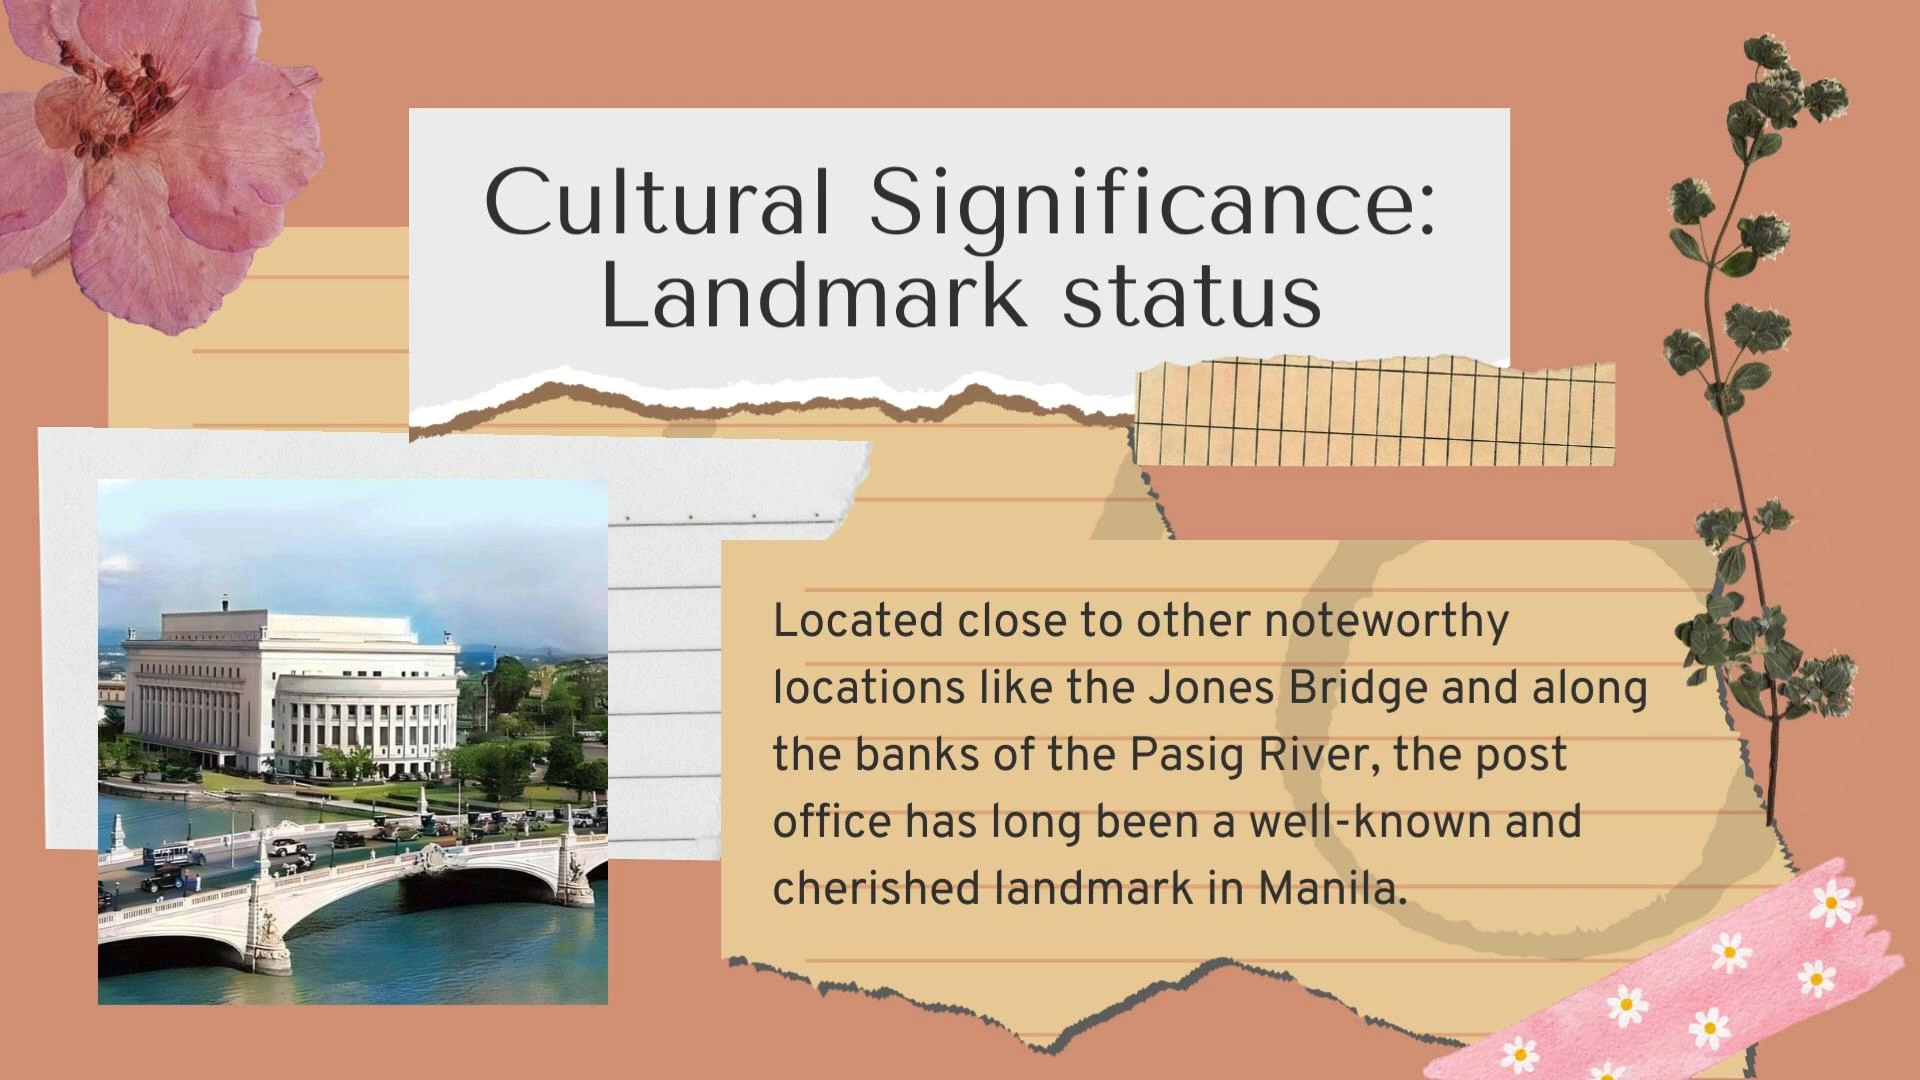 Cultural Significance:
Landmark status
Located close to other noteworthy
locations like the Jones Bridge and along
the banks of the Pasig River, the post
office has long been a well-known and
cherished landmark in Manila.